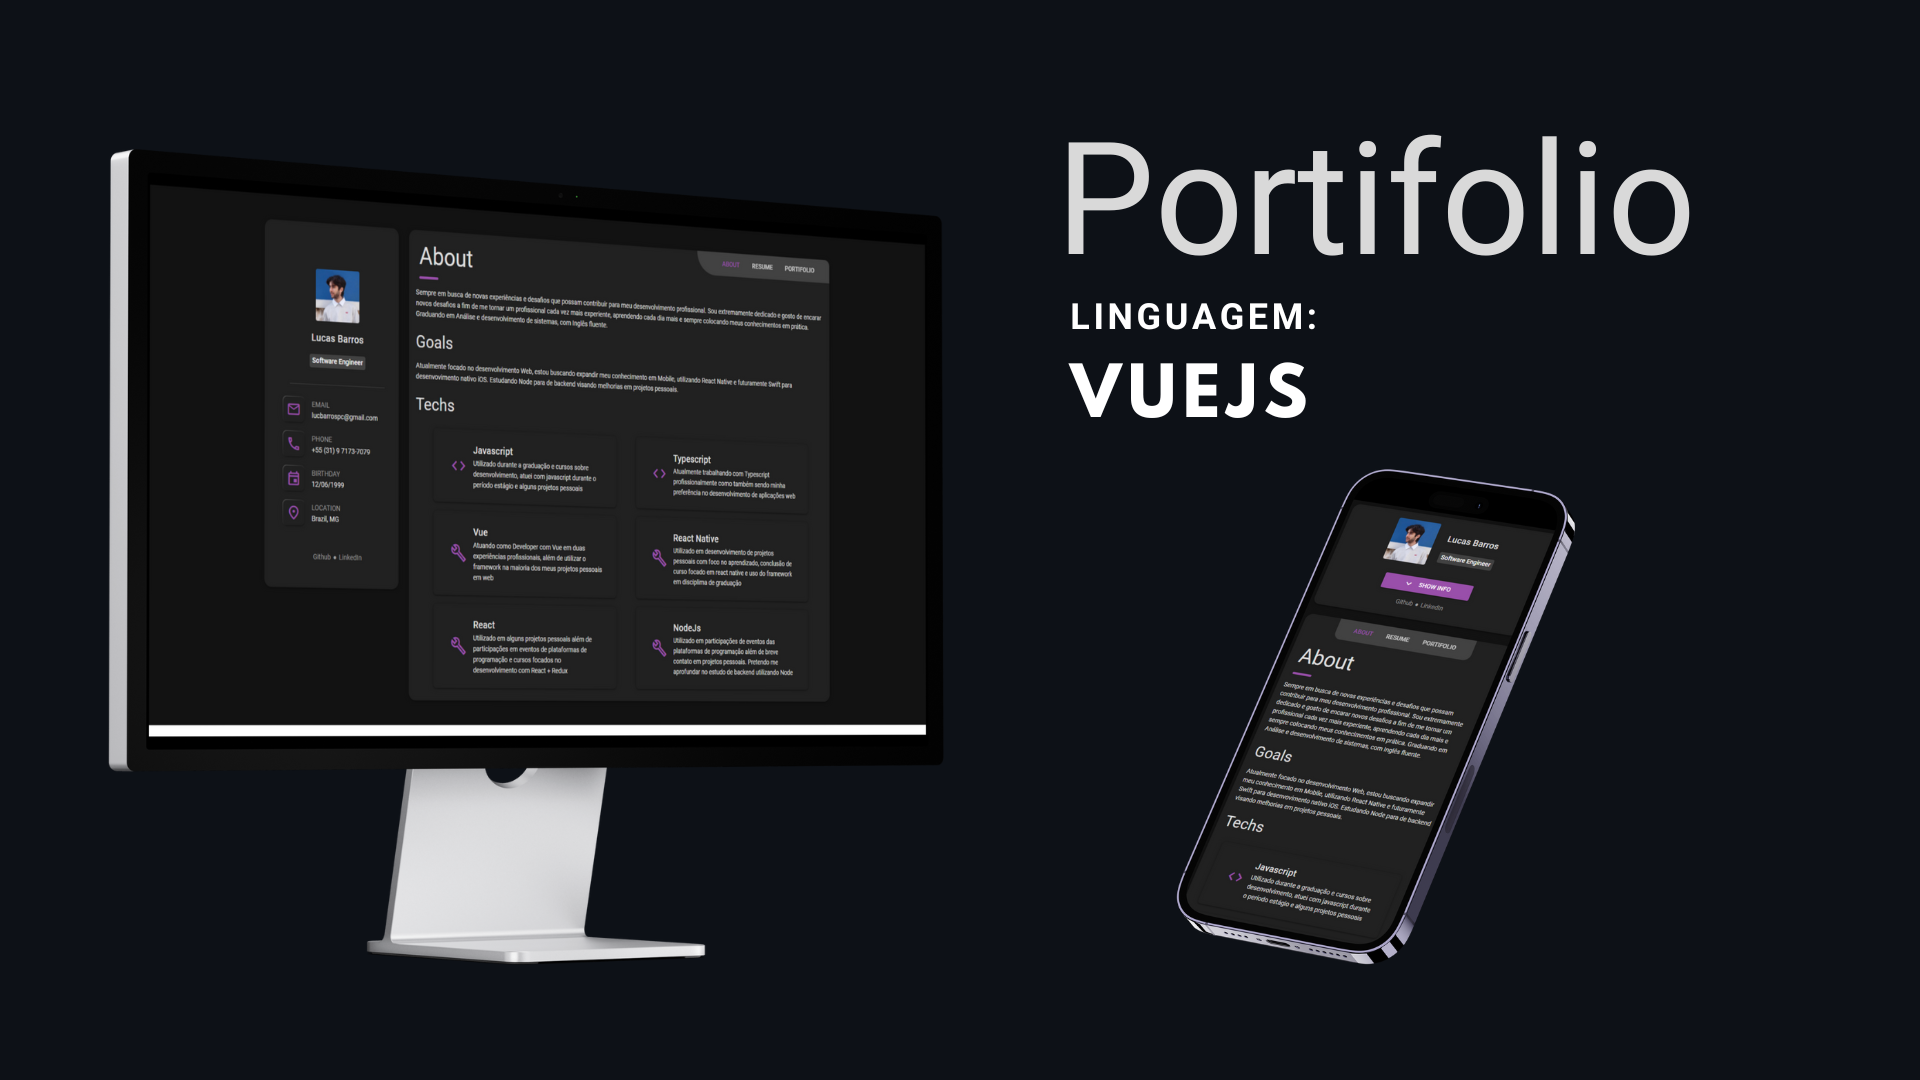 Portifolio
LINGUAGEM:
VUEJS
Lucas Barros
Software Engineer
EMAIL
lucbarrospc@gmail.com
PHONE
+55 (31) 9 7173-7079
BIRTHDAY
12/06/1999
LOCATION
Brazil, MG
Github • LinkedIn
ABOUT RESUME PORTIFOLIO
About
Sempre em busca de novas experiências e desafios que possam contribuir para meu desenvolvimento profissional. Sou extremamente dedicado e gosto de encarar
novos desafios a fim de me tornar um profissional cada vez mais experiente, aprendendo cada dia mais e sempre colocando meus conhecimentos em prática.
Graduando em Análise e desenvolvimento de sistemas, com Inglês fluente.
Goals
Atualmente focado no desenvolvimento Web, estou buscando expandir meu conhecimento em Mobile, utilizando React Native e futuramente Swift para
desenvovimento nativo iOS. Estudando Node para de backend visando melhorias em projetos pessoais.
Techs
Javascript
Utilizado durante a graduação e cursos sobre
desenvolvimento, atuei com javascript durante o
período estágio e alguns projetos pessoais
Typescript
Atualmente trabalhando com Typescript
profissionalmente como também sendo minha
preferência no desenvolvimento de aplicações web
Vue
Atuando como Developer com Vue em duas
experiências profissionais, além de utilizar o
framework na maioria dos meus projetos pessoais
em web
React Native
Utilizado em desenvolvimento de projetos
pessoais com foco no aprendizado, conclusão de
curso focado em react native e uso do framework
em disciplina de graduação
React
Utilizado em alguns projetos pessoais além de
participações em eventos de plataformas de
programação e cursos focados no
desenvolvimento com React + Redux
NodeJs
Utilizado em participações de eventos das
plataformas de programação além de breve
contato em projetos pessoais. Pretendo me
aprofundar no estudo de backend utilizando Node
Lucas Barros
Software Engineer
SHOW INFO
Github • LinkedIn
ABOUT RESUME PORTIFOLIO
About
Sempre em busca de novas experiências e desafios que possam
contribuir para meu desenvolvimento profissional. Sou extremamente
dedicado e gosto de encarar novos desafios a fim de me tornar um
profissional cada vez mais experiente, aprendendo cada dia mais e
sempre colocando meus conhecimentos em prática. Graduando em
Análise e desenvolvimento de sistemas, com Inglês fluente.
Goals
Atualmente focado no desenvolvimento Web, estou buscando expandir
meu conhecimento em Mobile, utilizando React Native e futuramente
Swift para desenvovimento nativo iOS. Estudando Node para de backend
visando melhorias em projetos pessoais.
Techs
Javascript
Utilizado durante a graduação e cursos sobre
desenvolvimento, atuei com javascript durante
o período estágio e alguns projetos pessoais